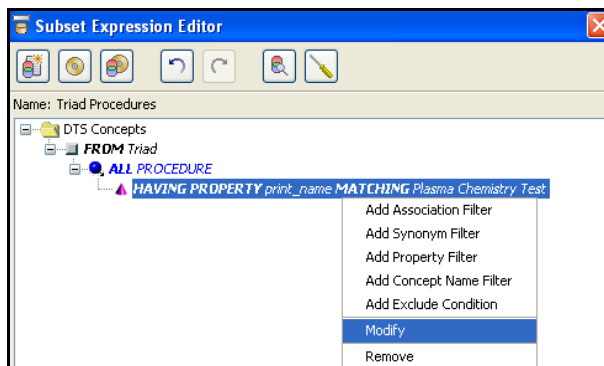 Subset Expression Editor
Name: Triad Procedures
DTS Concepts
FROM Triad
ALL PROCEDURE
HAVING PROPERTY print_name MATCHING Plasma Chemistry Test
Add Association Filter
Add Synonym Filter
Add Property Filter
Add Concept Name Filter
Add Exclude Condition
Modify
Remove